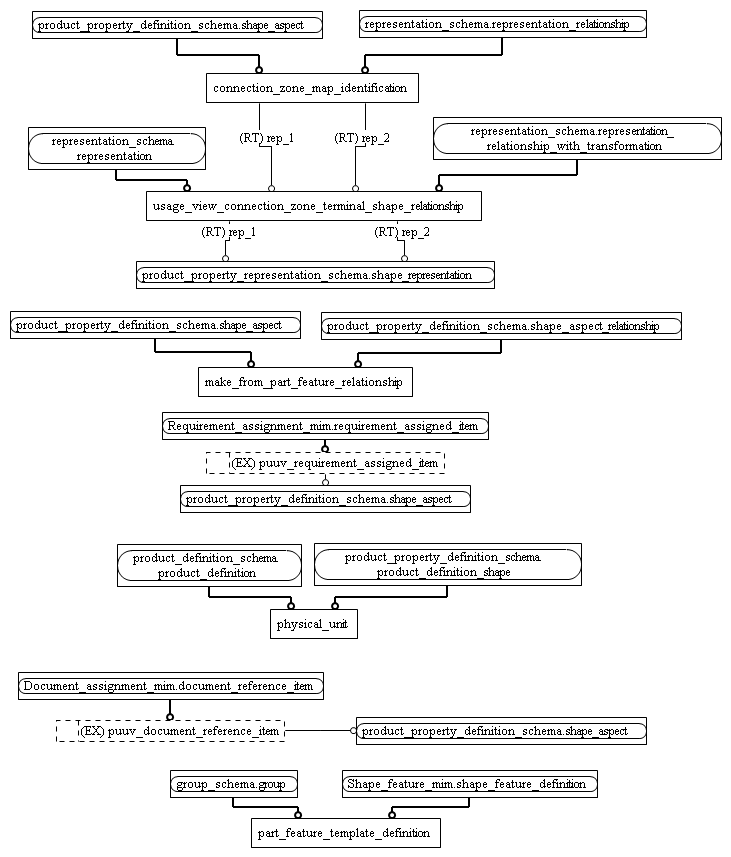 product_property_definition_schema.shape_aspect
representation_schema.representation_relationship
connection_zone_map_identification
(RT) rep_1
(RT) rep_2
representation_schema.
representation
representation_schema.representation_
relationship_with_transformation
usage_view_connection_zone_terminal_shape_relationship
(RT) rep_1
(RT) rep_2
product_property_representation_schema.shape_representation
product_property_definition_schema.shape_aspect
product_property_definition_schema.shape_aspect_relationship
make_from_part_feature_relationship
Requirement_assignment_mim.requirement_assigned_item
(EX) puuv_requirement_assigned_item
product_property_definition_schema.shape_aspect
product_definition_schema.
product_definition
product_property_definition_schema.
product_definition_shape
physical_unit
Document_assignment_mim.document_reference_item
(EX) puuv_document_reference_item
product_property_definition_schema.shape_aspect
group_schema.group
Shape_feature_mim.shape_feature_definition
part_feature_template_definition